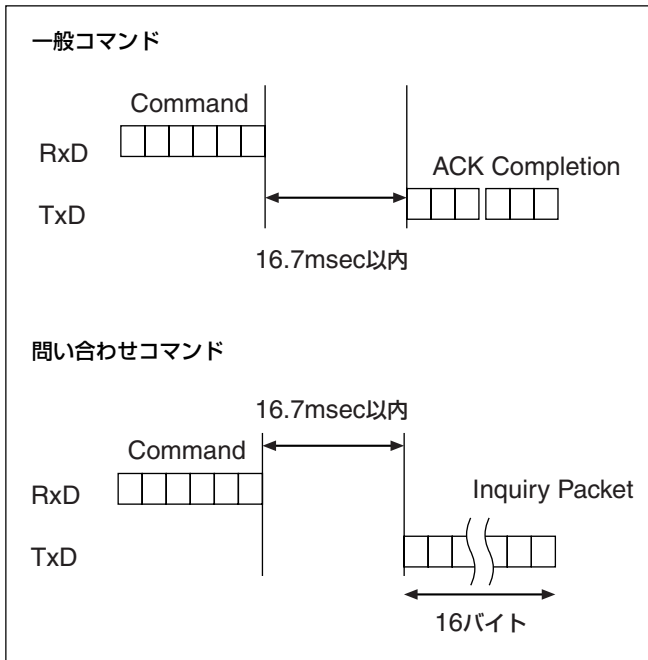 一般コマンド
Command
RxD
ACK Completion
TxD
16.7msec以内
問い合わせコマンド
16.7msec以内
Command
RxD
Inquiry Packet
TxD
16バイト